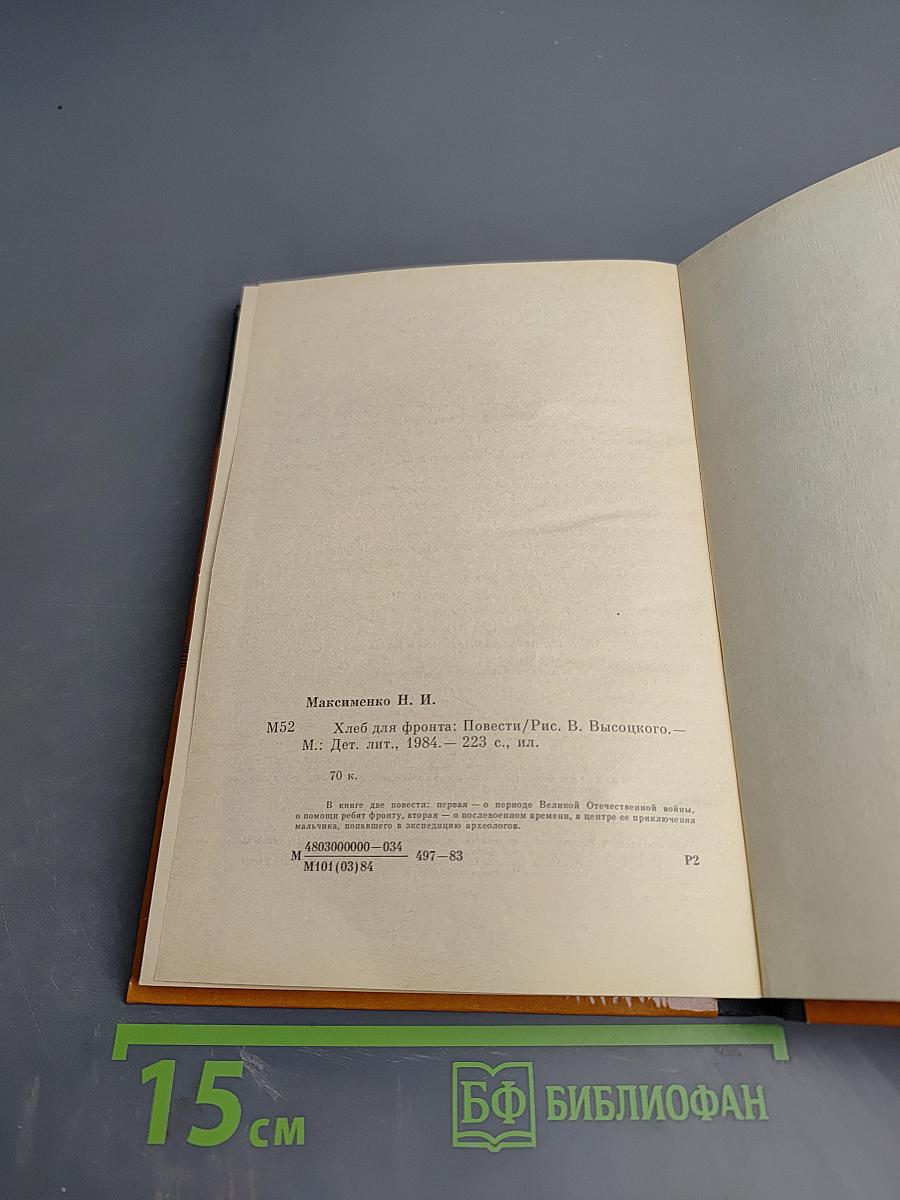 Максименко Н. И.
М52 Хлеб для фронта: Повести/Рис. В. Высоцкого.—
М.: Дет. лит., 1984.— 223 с., ил.
70 к.
В книге две повести: первая — о периоде Великой Отечественной войны,
о помощи ребят фронту, вторая — о послевоенном времени, в центре ее приключения
мальчика, попавшего в экспедицию археологов.
М 4803000000—034 497—83 Р2
М101(03)84
15 см БФ БИБЛИОФАН